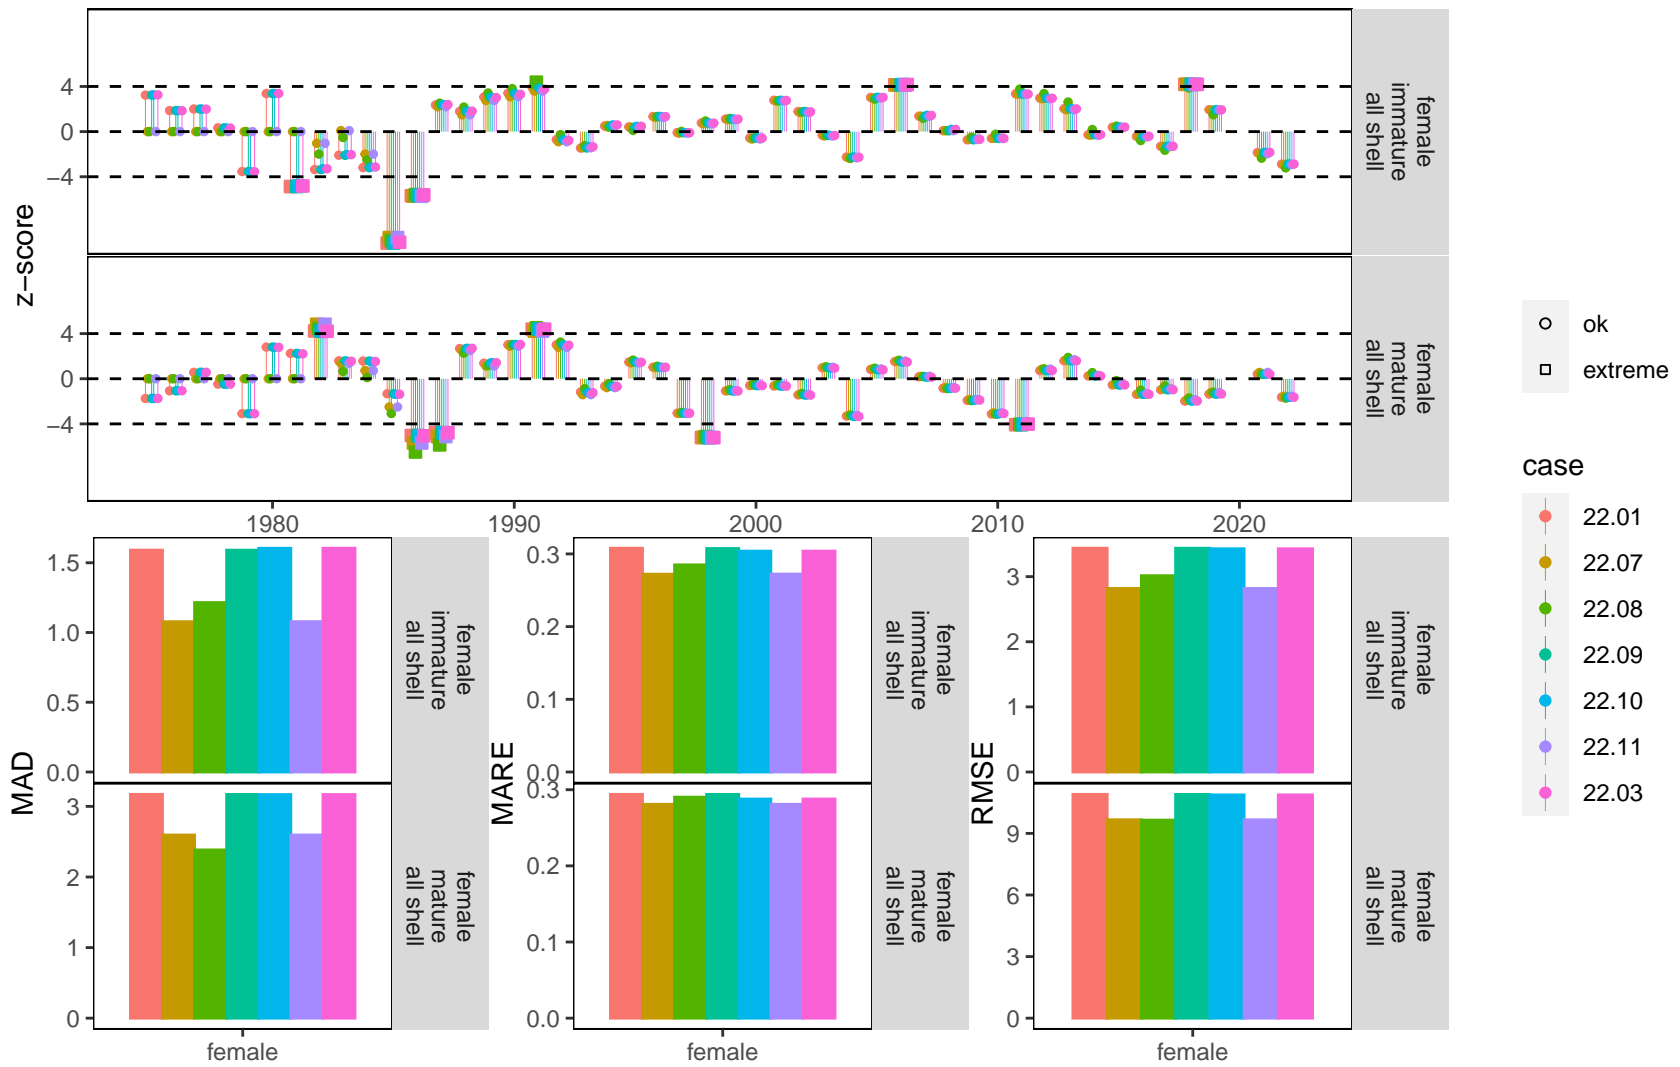 z−score
4
0
−4
female
immature
all shell
4
0
−4
female
mature
all shell
1980
1990
2000
2010
2020
ok
extreme
case
22.01
22.07
22.08
22.09
22.10
22.11
22.03
MAD
1.5
1.0
0.5
0.0
female
immature
all shell
3
2
1
0
female
mature
all shell
female
MARE
0.3
0.2
0.1
0.0
female
immature
all shell
0.3
0.2
0.1
0.0
female
mature
all shell
female
RMSE
3
2
1
0
female
immature
all shell
9
6
3
0
female
mature
all shell
female